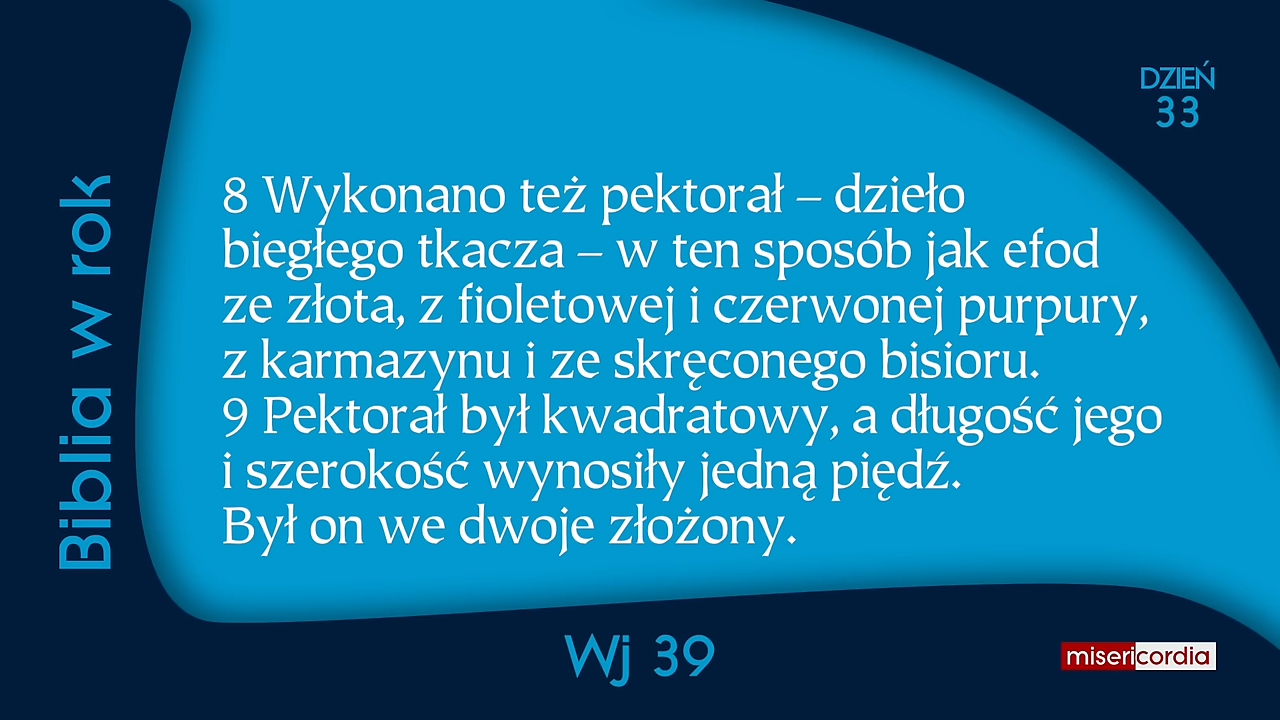 DZIEŃ
33
Biblia w rok
8 Wykonano też pektorał – dzieło
biegłego tkacza – w ten sposób jak efod
ze złota, z fioletowej i czerwonej purpury,
z karmazynu i ze skręconego bisioru.
9 Pektorał był kwadratowy, a długość jego
i szerokość wynosiły jedną piędź.
Był on we dwoje złożony.
Wj 39
misericordia